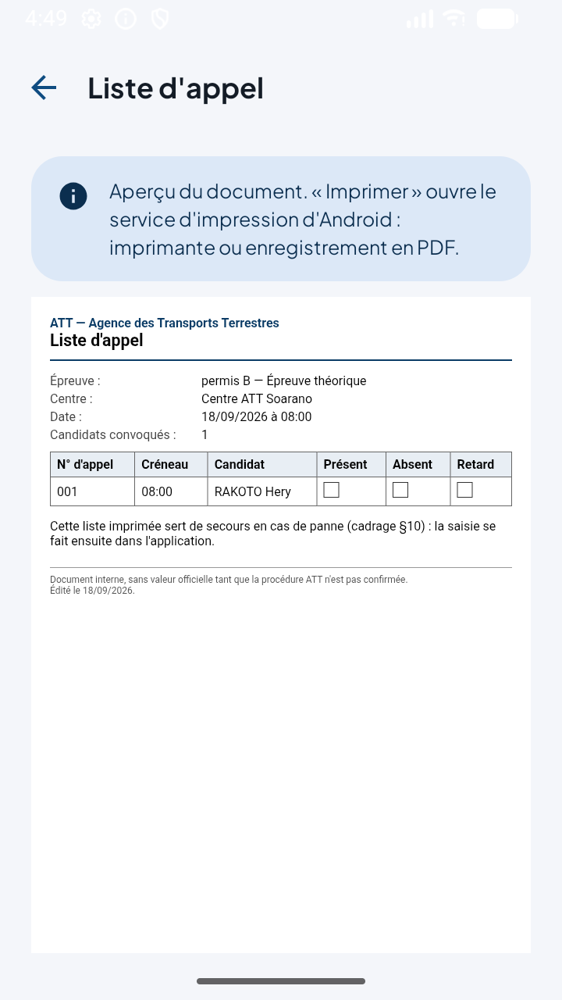 4:49
Liste d'appel
Aperçu du document. « Imprimer » ouvre le
service d'impression d'Android :
imprimante ou enregistrement en PDF.
ATT — Agence des Transports Terrestres
Liste d'appel
Épreuve : permis B — Épreuve théorique
Centre : Centre ATT Soarano
Date : 18/09/2026 à 08:00
Candidats convoqués : 1
N° d'appel Créneau Candidat Présent Absent Retard
001 08:00 RAKOTO Hery
Cette liste imprimée sert de secours en cas de panne (cadrage §10) : la saisie se
fait ensuite dans l'application.
Document interne, sans valeur officielle tant que la procédure ATT n'est pas confirmée.
Édité le 18/09/2026.